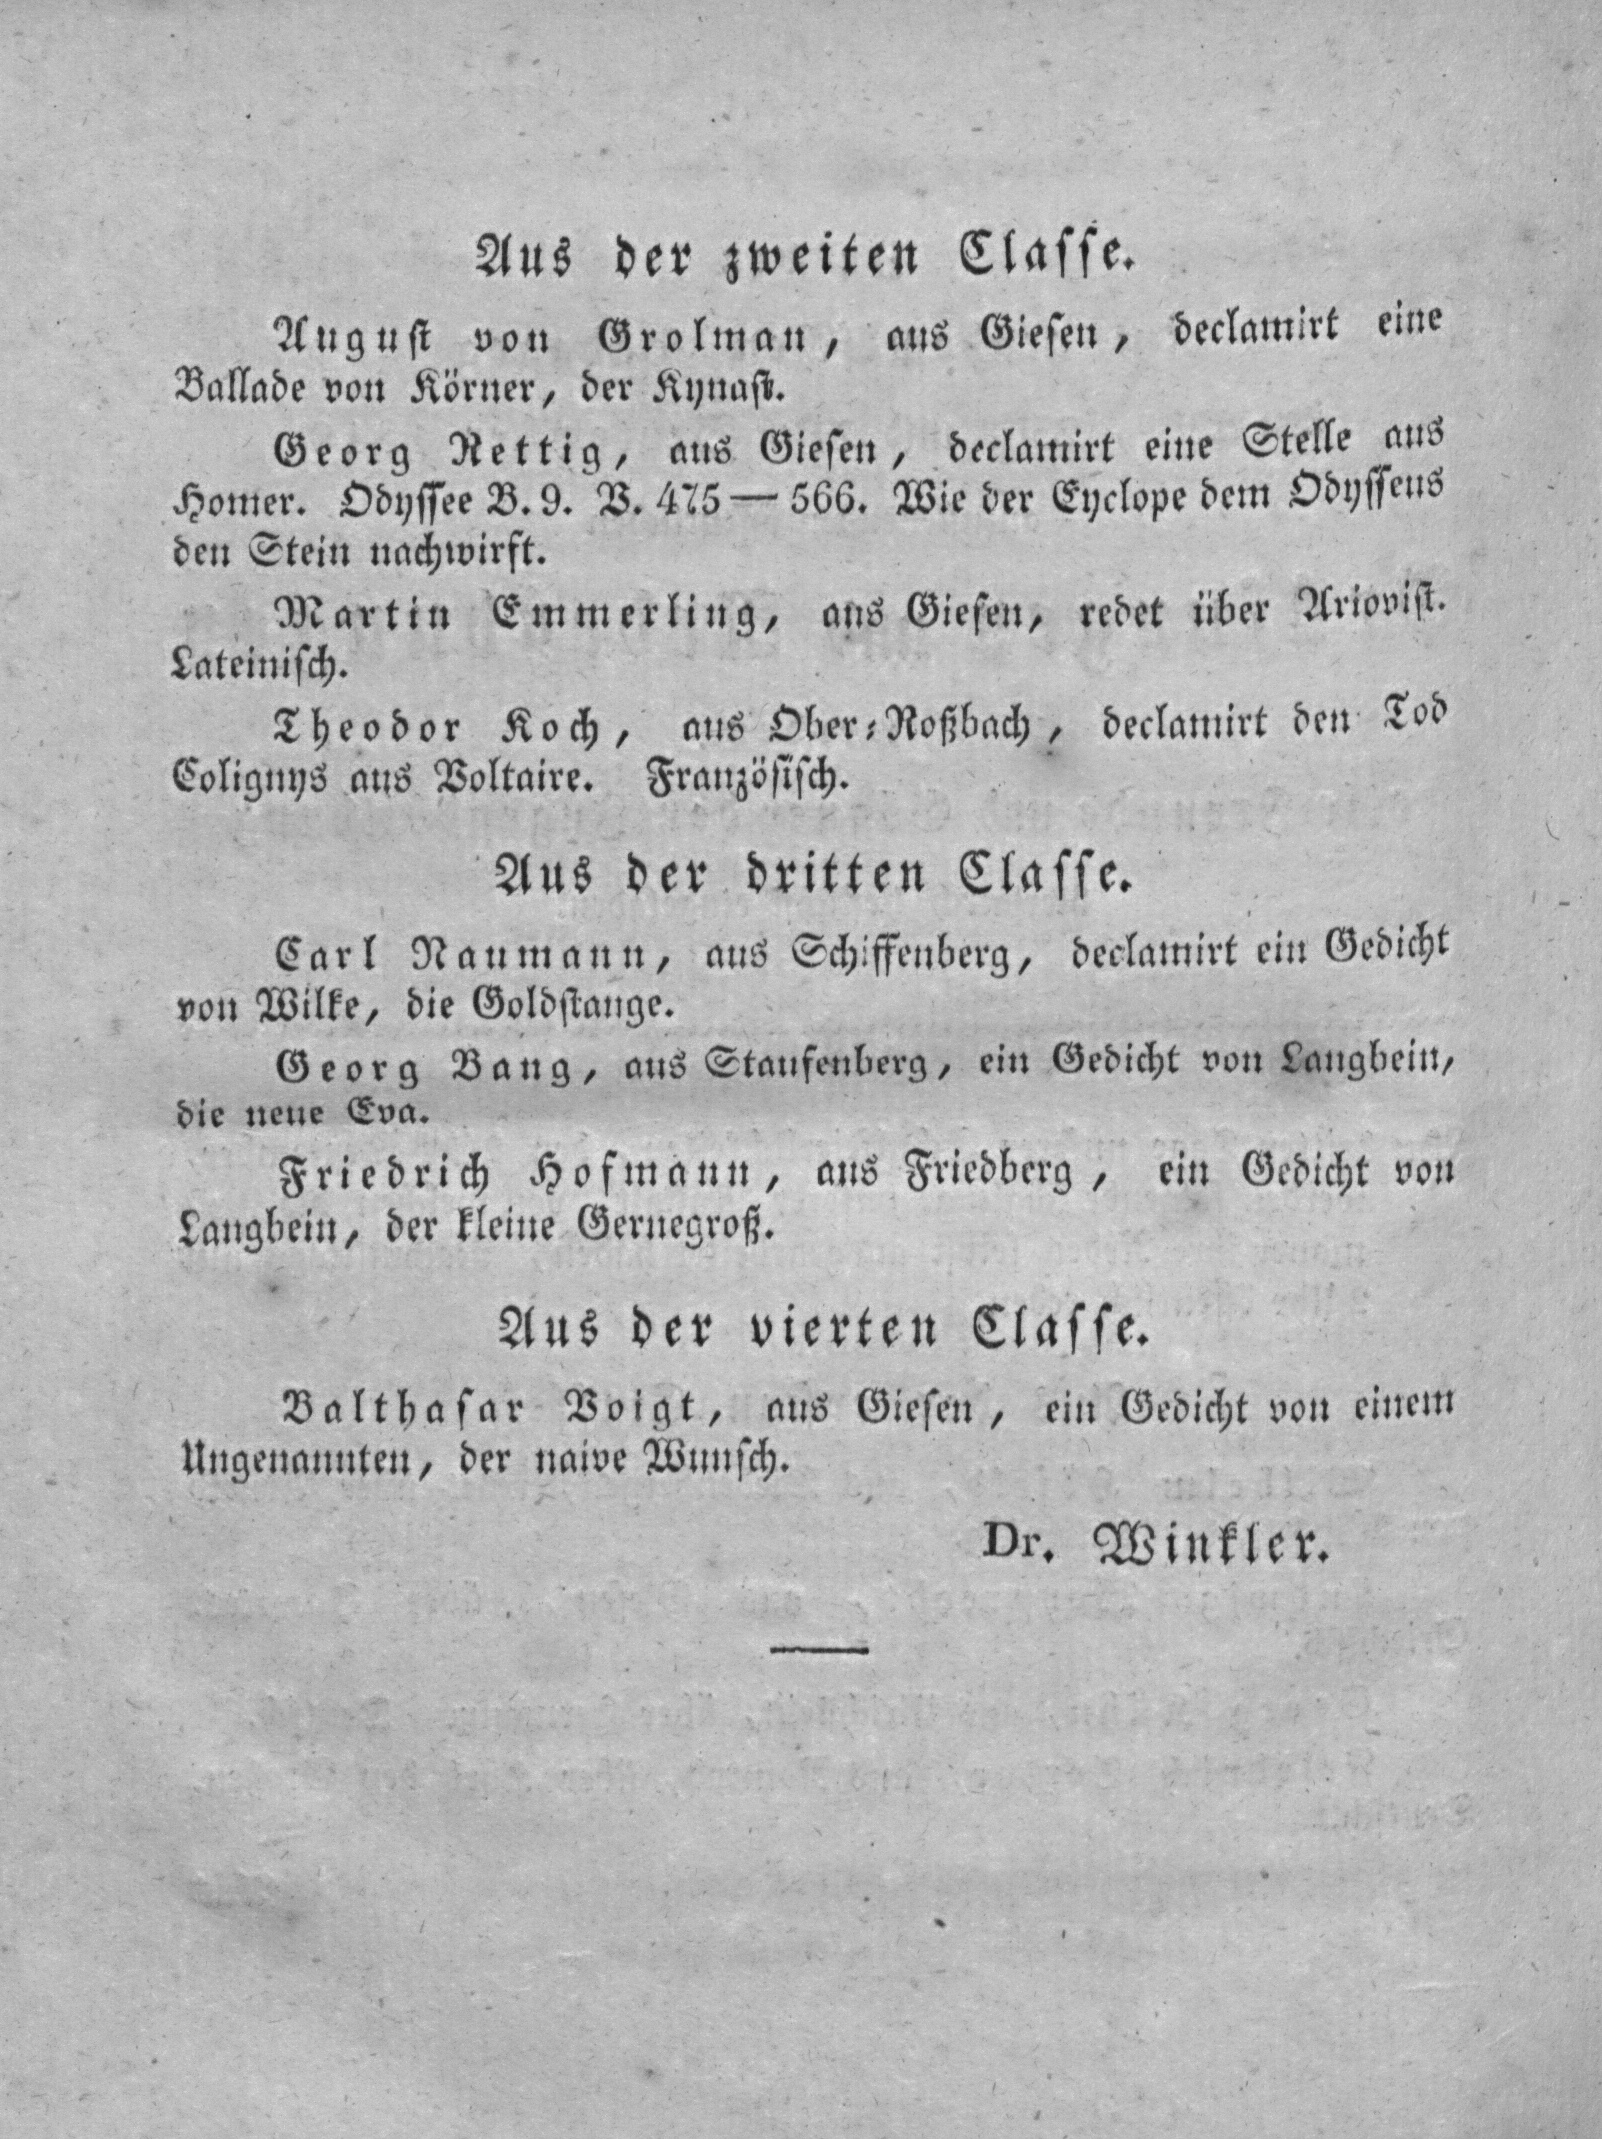 Aus der zweiten Classe.
August von Grolman, aus Giesen, declamirt eine
Ballade von Körner, der Kynast.
Georg Rettig, aus Giesen, declamirt eine Stelle aus
Homer. Odyssee B. 9. V. 475 — 566. Wie der Cyclope dem Odysseus
den Stein nachwirft.
Martin Emmerling, aus Giesen, redet über Ariovist.
Lateinisch.
Theodor Koch, aus Ober-Roßbach, declamirt den Tod
Colignys aus Voltaire. Französisch.
Aus der dritten Classe.
Carl Naumann, aus Schiffenberg, declamirt ein Gedicht
von Wilke, die Goldstange.
Georg Bang, aus Staufenberg, ein Gedicht von Langbein,
die neue Eva.
Friedrich Hofmann, aus Friedberg, ein Gedicht von
Langbein, der kleine Gernegroß.
Aus der vierten Classe.
Balthasar Voigt, aus Giesen, ein Gedicht von einem
Ungenannten, der naive Wunsch.
Dr. Winkler.